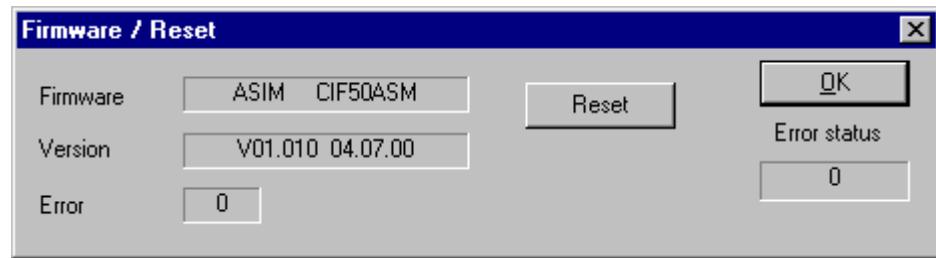 Firmware / Reset
Firmware ASIM CIF50ASM Reset OK
Version V01.010 04.07.00 Error status
Error 0 0